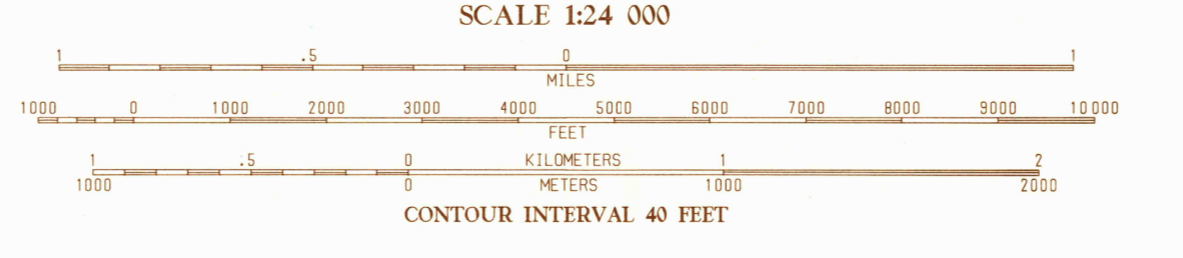 SCALE 1:24 000
1 .5 0 1
MILES
1000 0 1000 2000 3000 4000 5000 6000 7000 8000 9000 10 000
FEET
1 .5 0 KILOMETERS 1 2
1000 0 METERS 1000 2000
CONTOUR INTERVAL 40 FEET